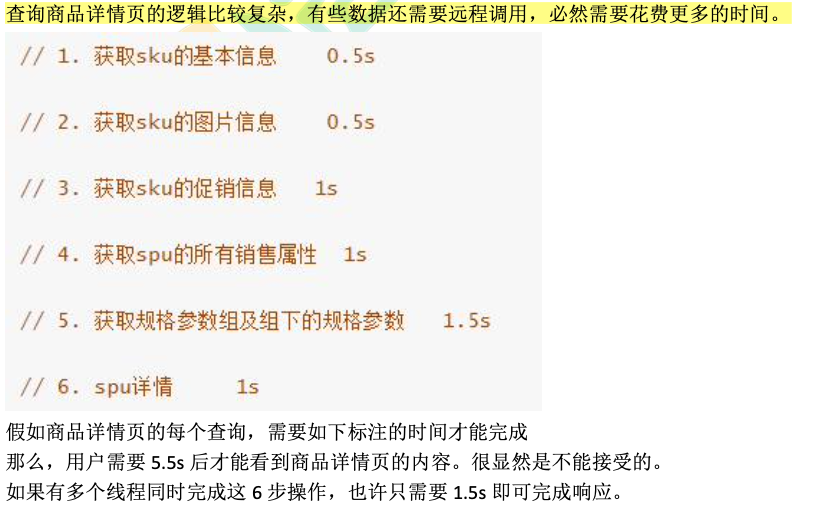 查询商品详情页的逻辑比较复杂，有些数据还需要远程调用，必然需要花费更多的时间。
// 1. 获取sku的基本信息 0.5s
// 2. 获取sku的图片信息 0.5s
// 3. 获取sku的促销信息 1s
// 4. 获取spu的所有销售属性 1s
// 5. 获取规格参数组及组下的规格参数 1.5s
// 6. spu详情 1s
假如商品详情页的每个查询，需要如下标注的时间才能完成
那么，用户需要 5.5s 后才能看到商品详情页的内容。很显然是不能接受的。
如果有多个线程同时完成这 6 步操作，也许只需要 1.5s 即可完成响应。